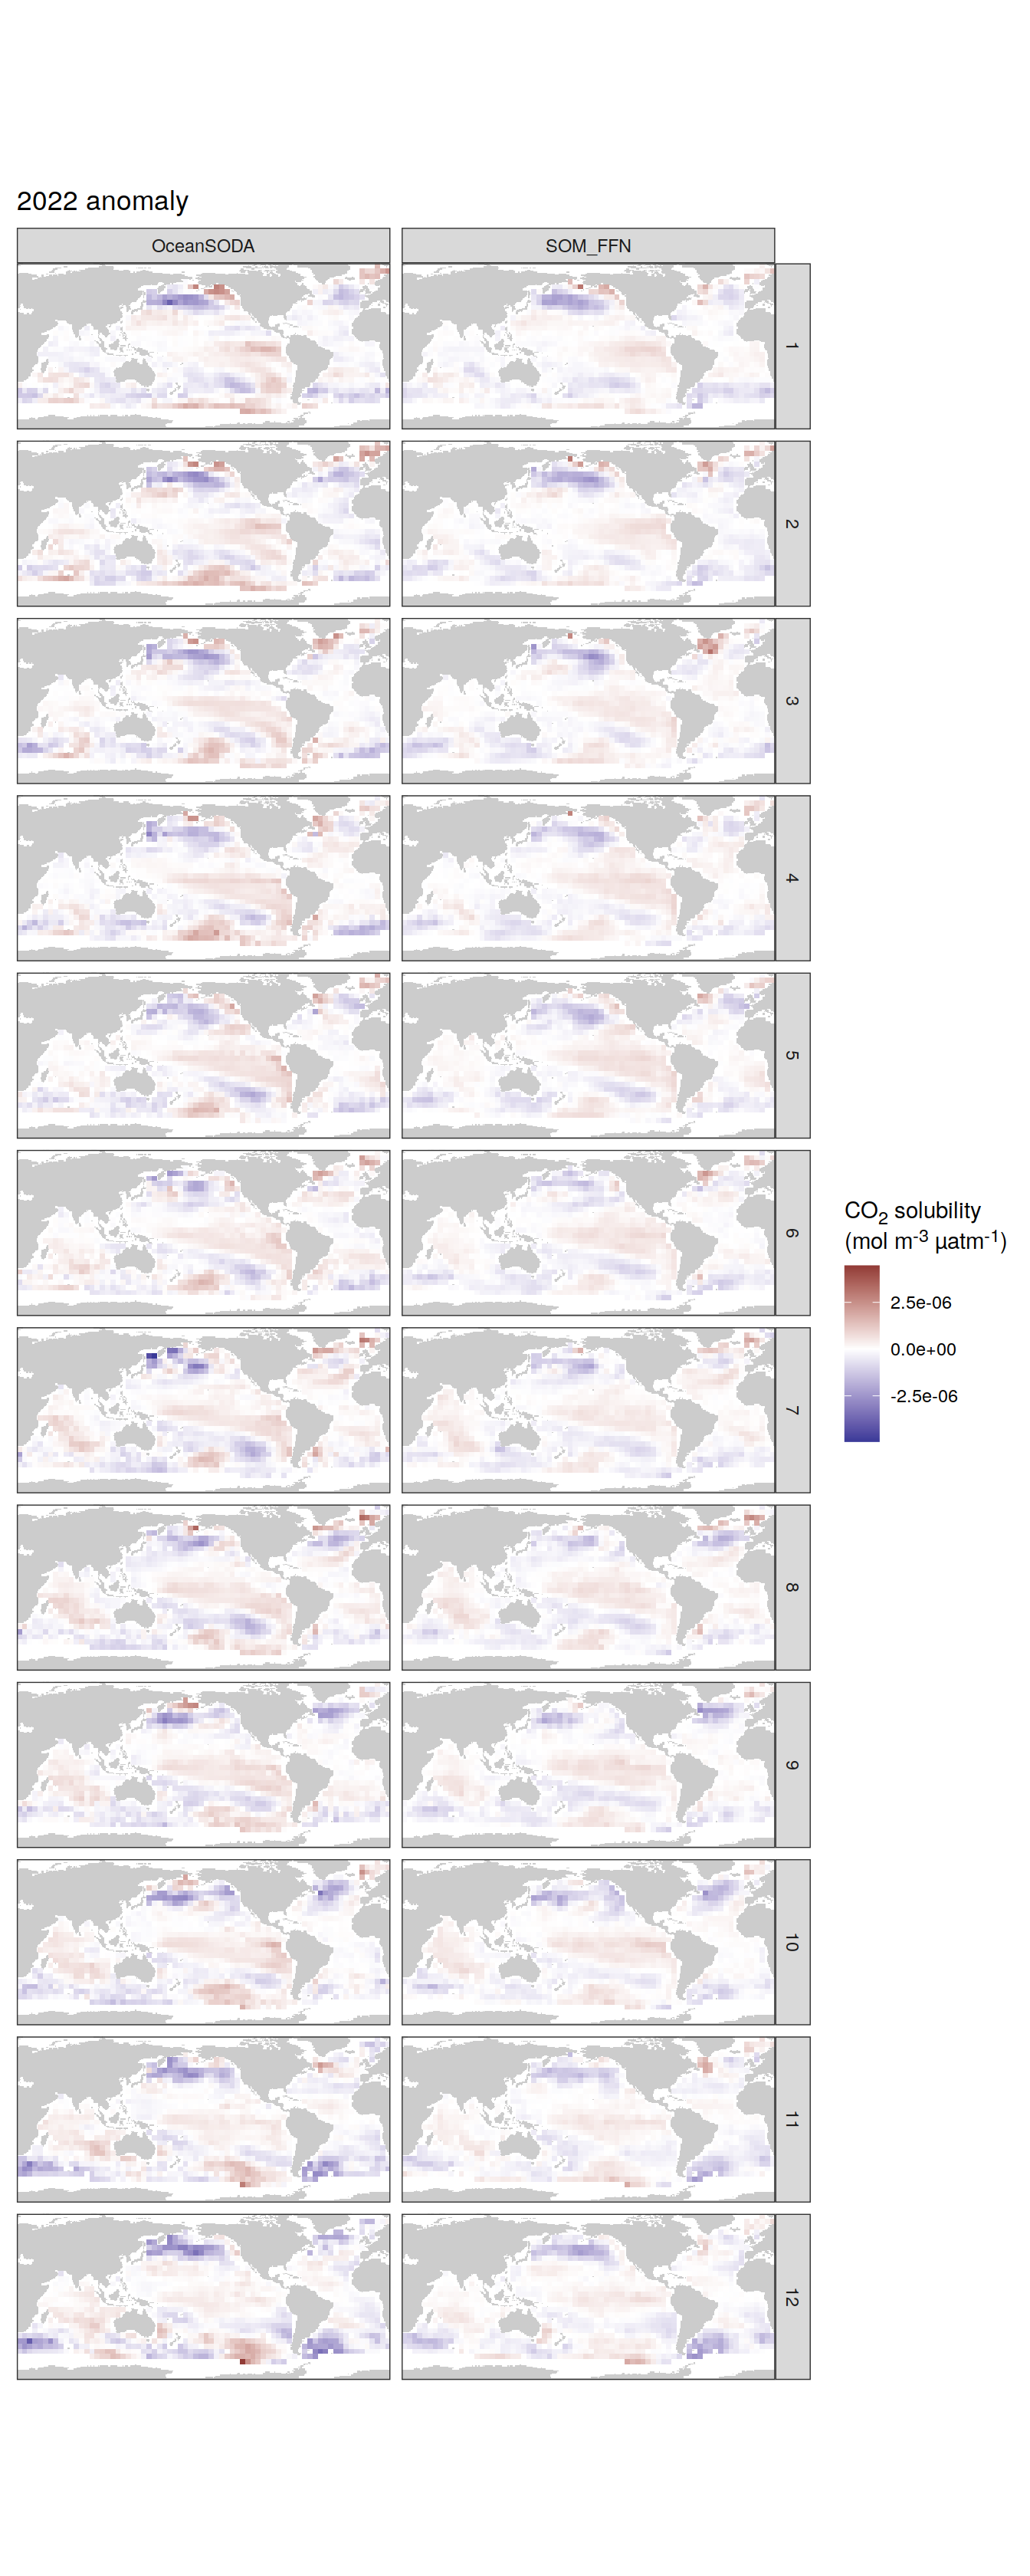 2022 anomaly
OceanSODA
SOM_FFN
1
2
3
4
5
6
7
8
9
10
11
12
CO₂ solubility
(mol m⁻³ µatm⁻¹)
2.5e-06
0.0e+00
-2.5e-06